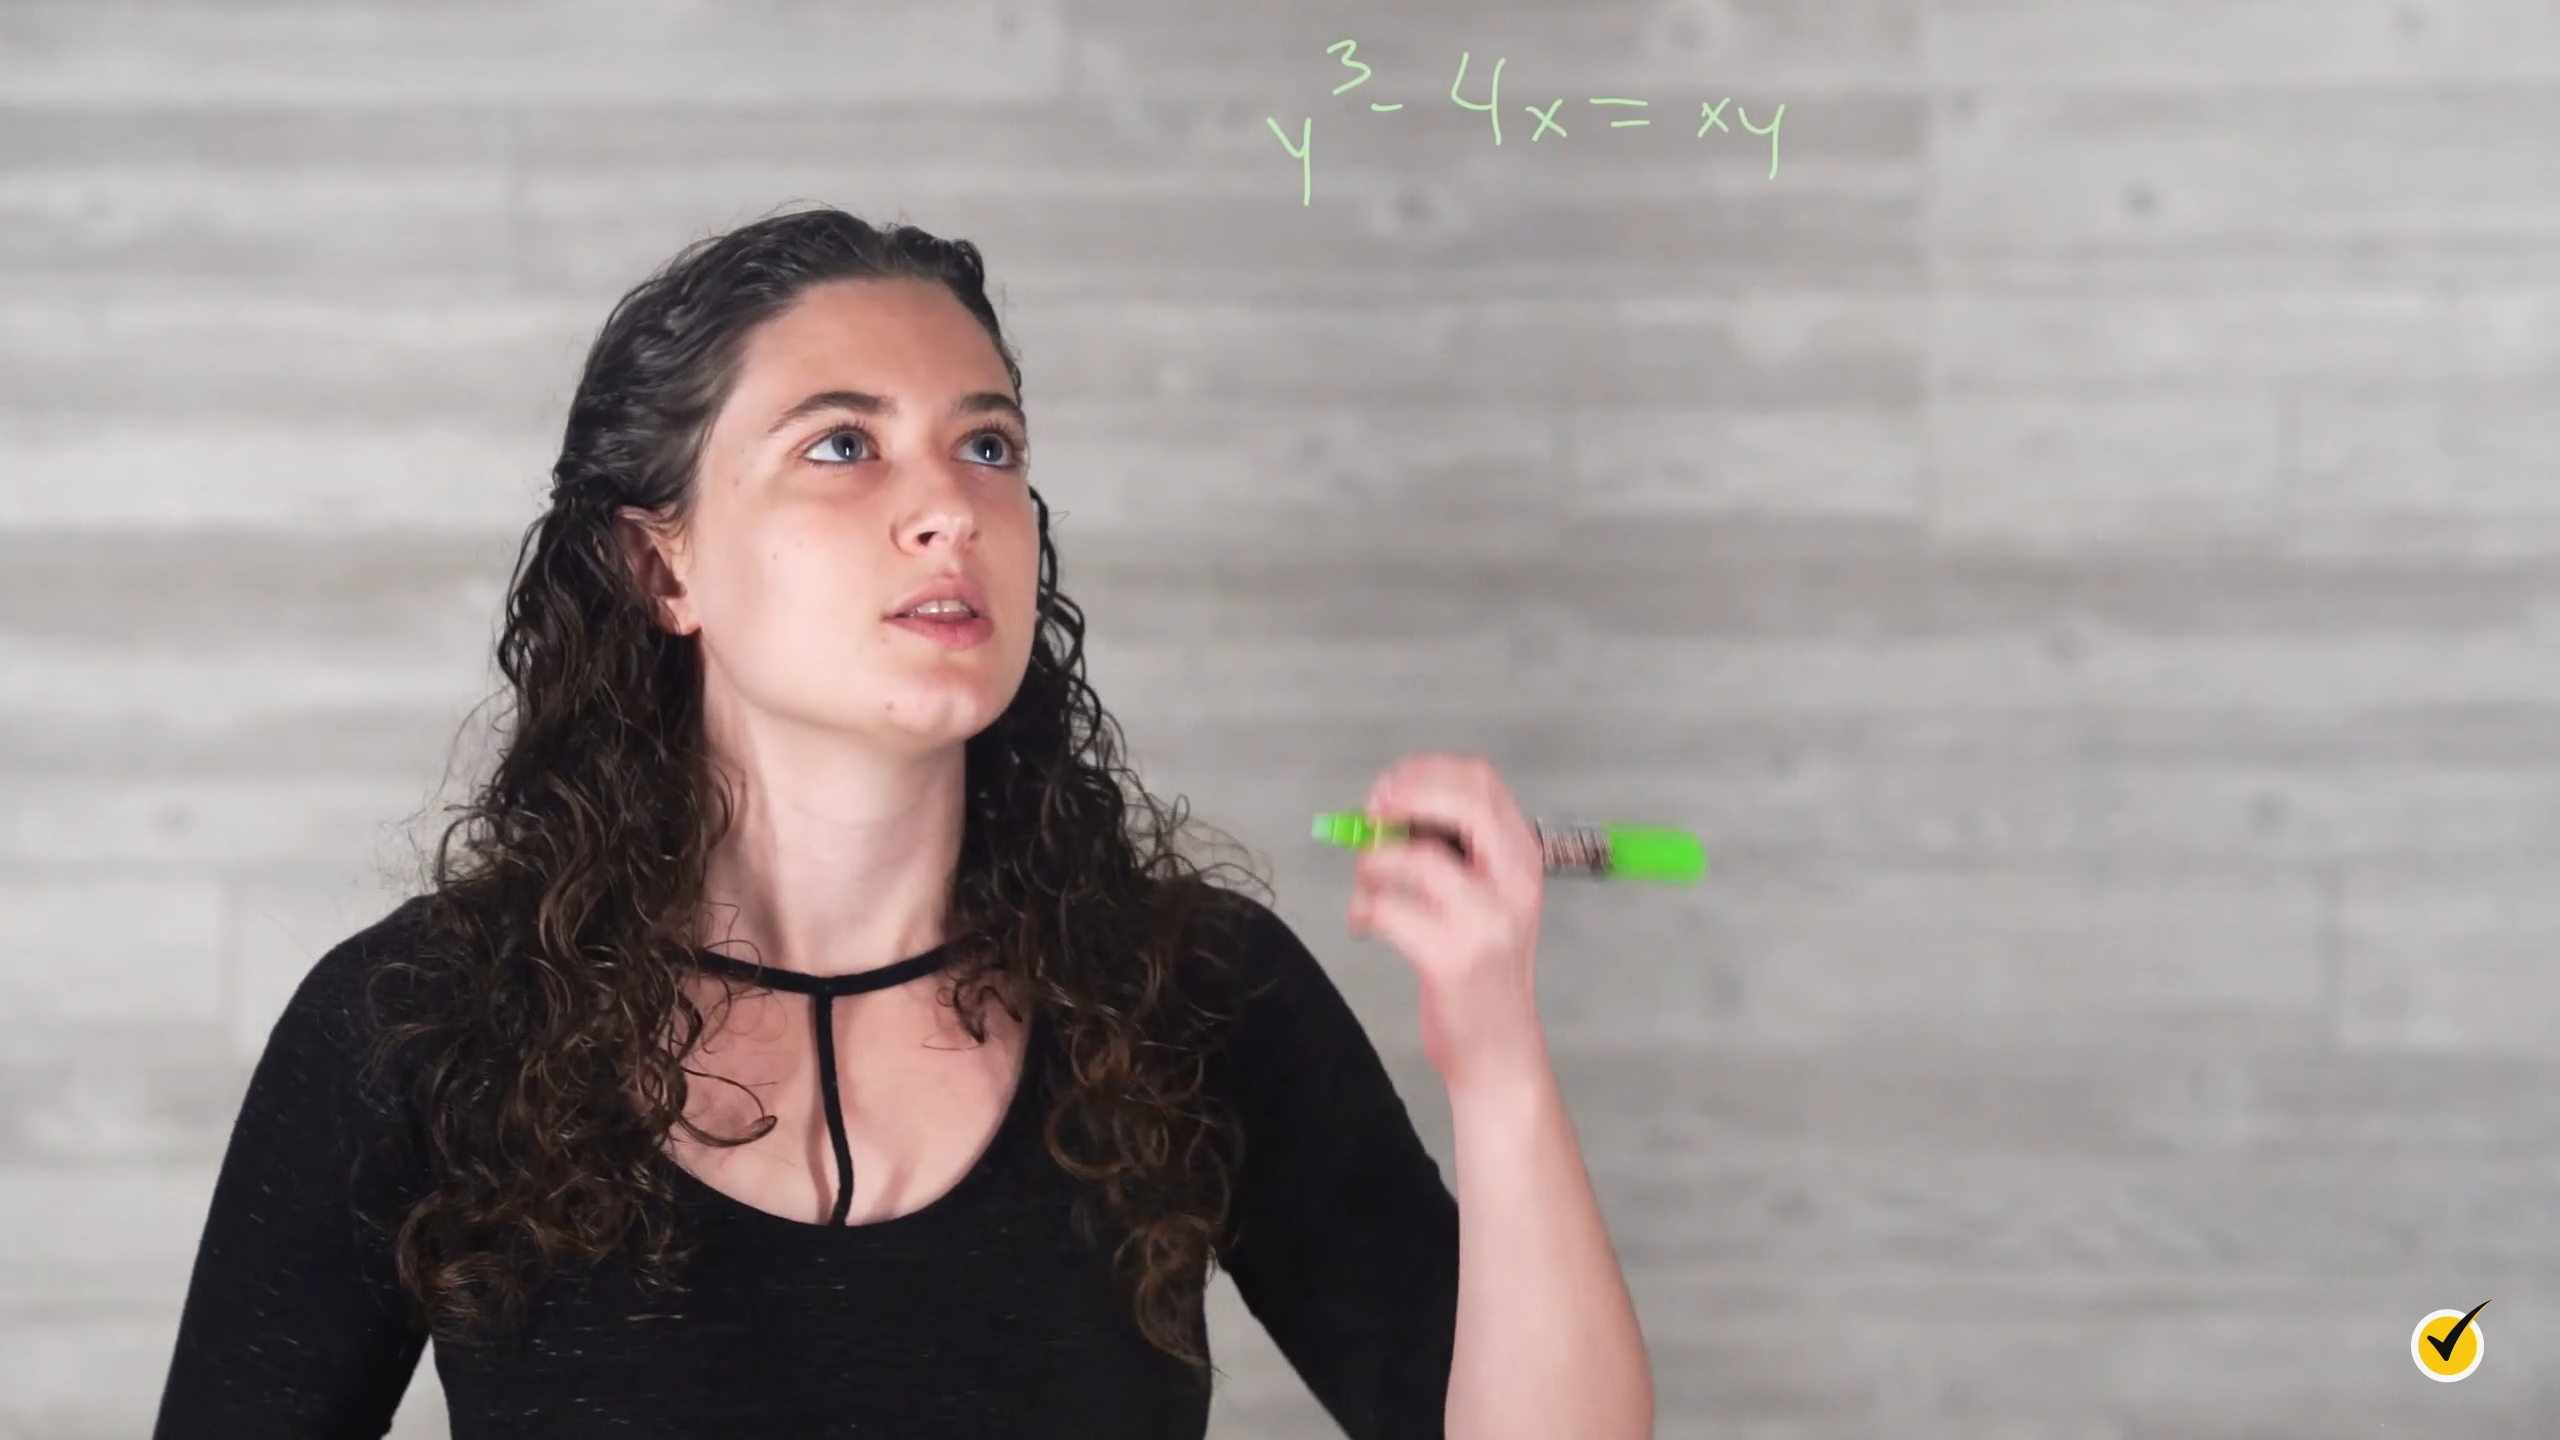 y³- 4x = xy